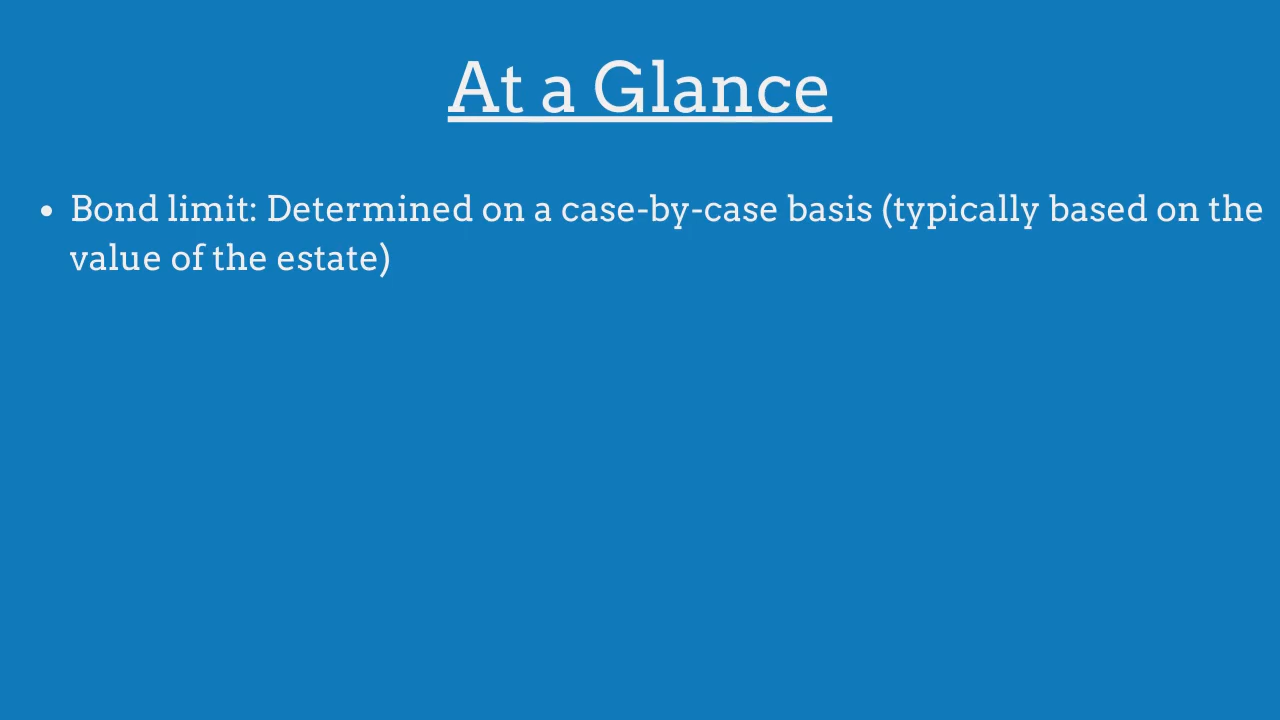 At a Glance
• Bond limit: Determined on a case-by-case basis (typically based on the
value of the estate)